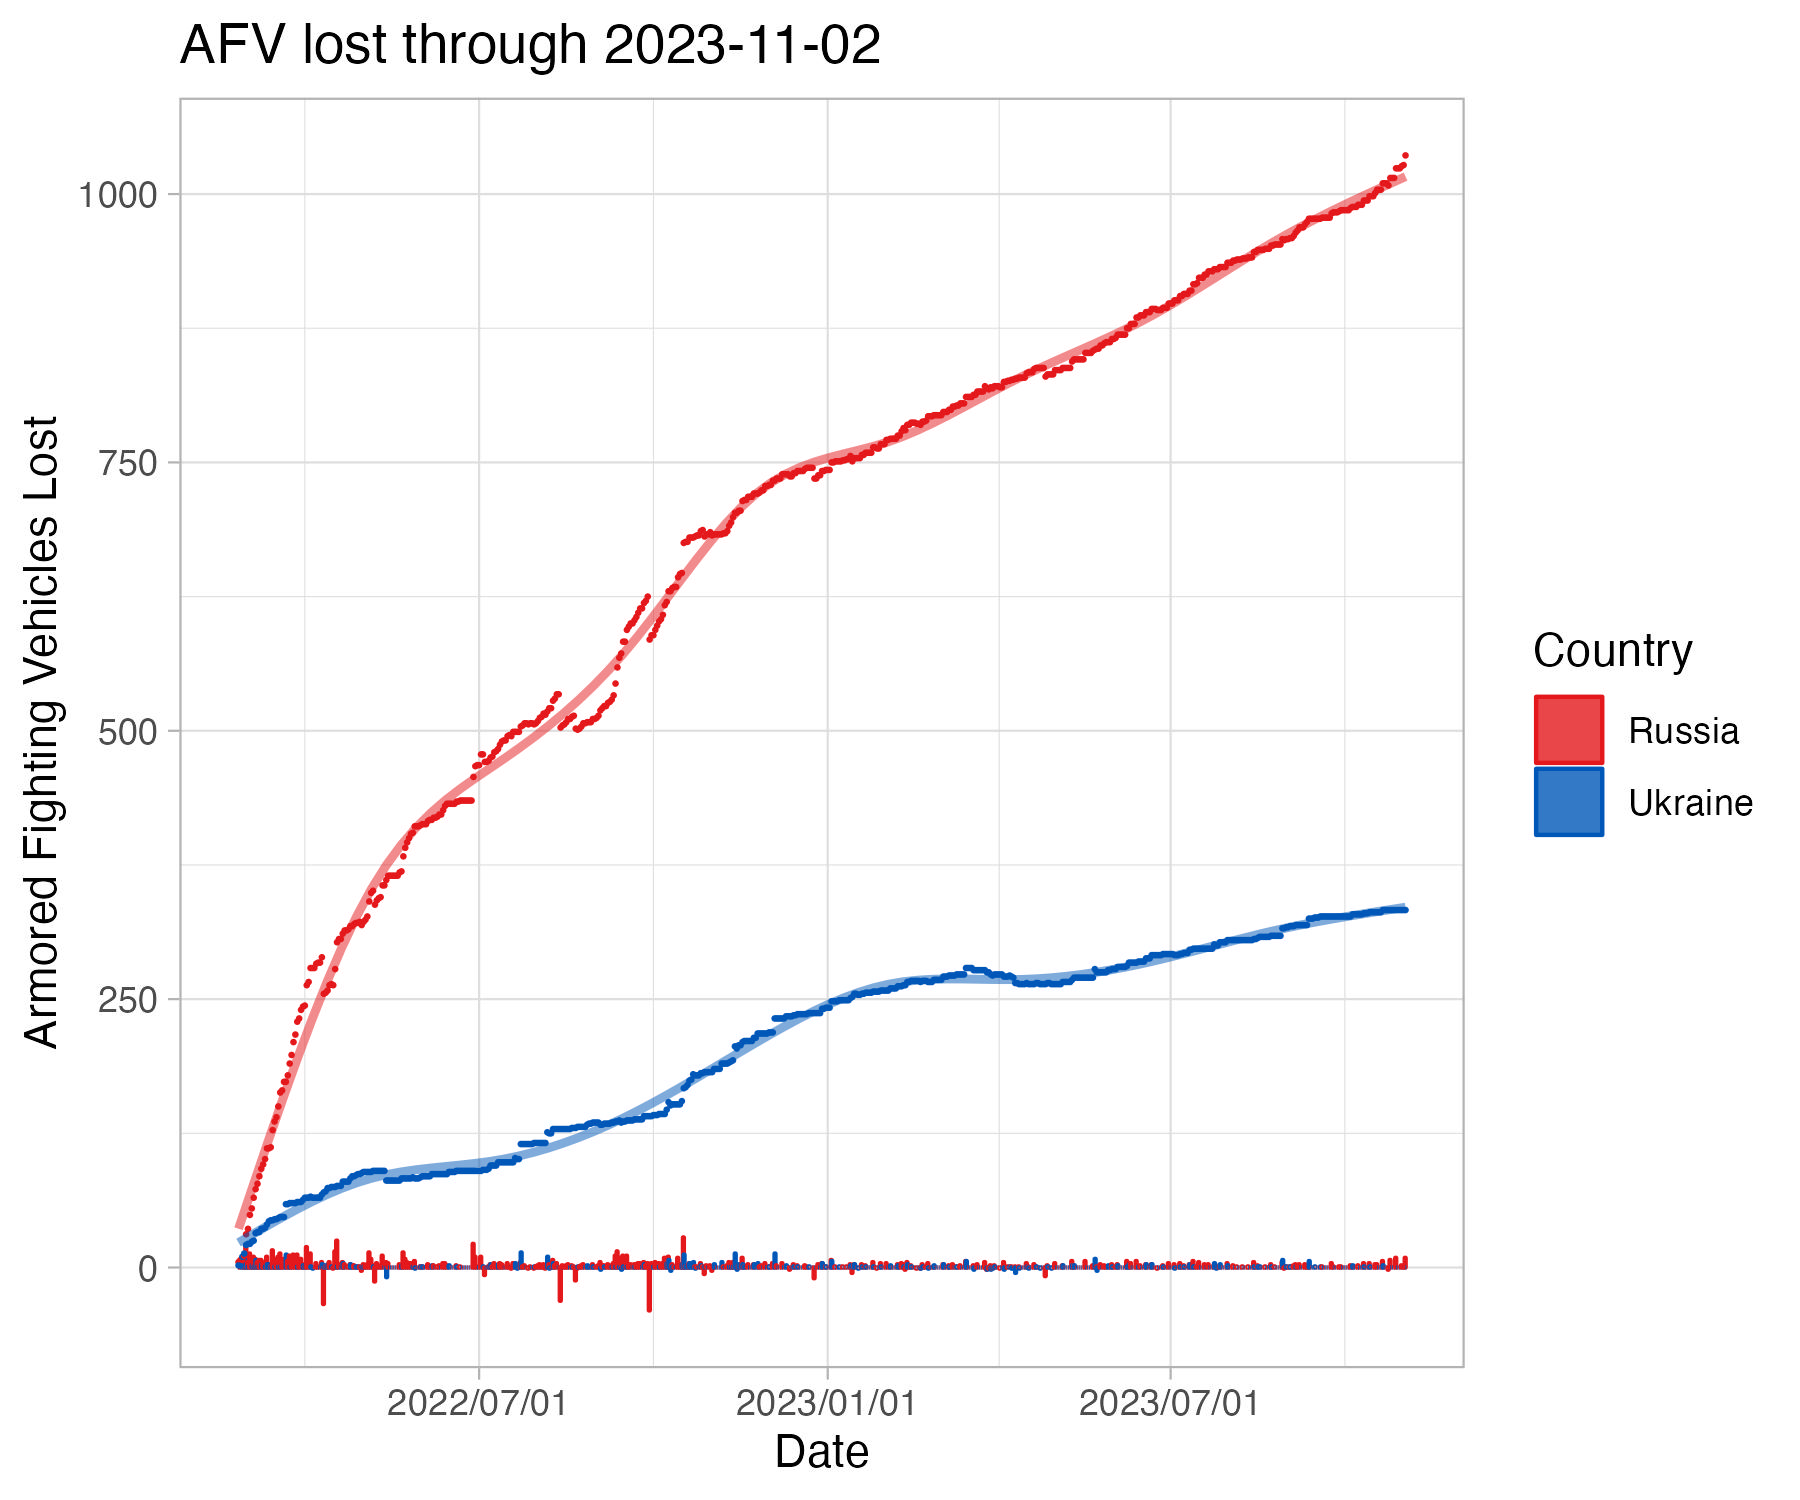 AFV lost through 2023-11-02
Armored Fighting Vehicles Lost
1000
750
500
250
0
2022/07/01
2023/01/01
2023/07/01
Date
Country
Russia
Ukraine